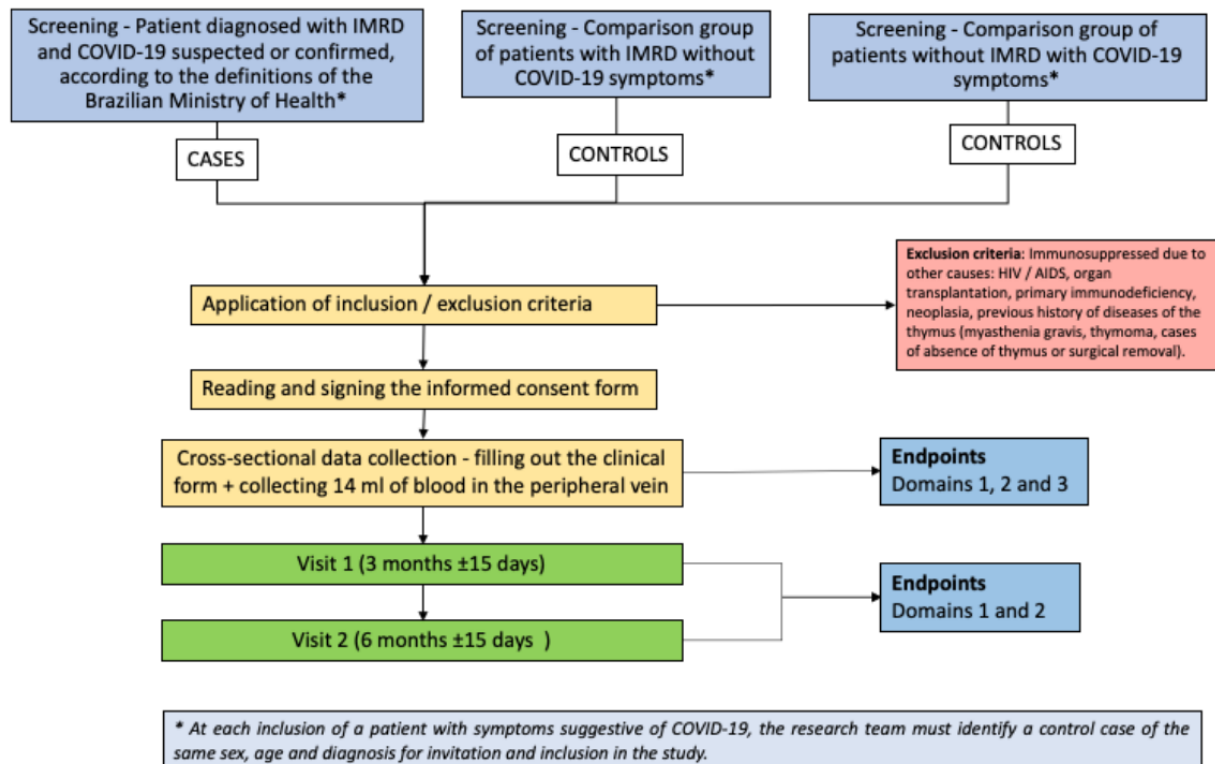 Screening - Patient diagnosed with IMRD
and COVID-19 suspected or confirmed,
according to the definitions of the
Brazilian Ministry of Health*
Screening - Comparison group
of patients with IMRD without
COVID-19 symptoms*
Screening - Comparison group of
patients without IMRD with COVID-19
symptoms*
CASES
CONTROLS
CONTROLS
Application of inclusion / exclusion criteria
Exclusion criteria: Immunosuppressed due to
other causes: HIV / AIDS, organ
transplantation, primary immunodeficiency,
neoplasia, previous history of diseases of the
thymus (myasthenia gravis, thymoma, cases
of absence of thymus or surgical removal).
Reading and signing the informed consent form
Cross-sectional data collection - filling out the clinical
form + collecting 14 ml of blood in the peripheral vein
Endpoints
Domains 1, 2 and 3
Visit 1 (3 months ±15 days)
Visit 2 (6 months ±15 days )
Endpoints
Domains 1 and 2
* At each inclusion of a patient with symptoms suggestive of COVID-19, the research team must identify a control case of the
same sex, age and diagnosis for invitation and inclusion in the study.